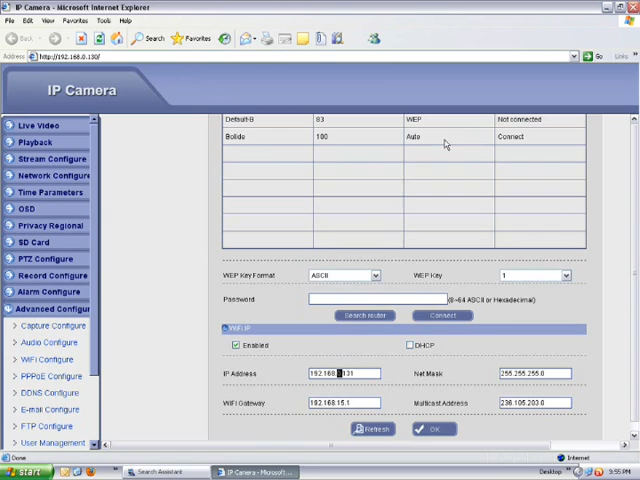 IP Camera - Microsoft Internet Explorer
File Edit View Favorites Tools Help
Back Search Favorites
Address http://192.168.0.130/ Go Links
IP Camera
Live Video
Playback
Stream Configure
Network Configure
Time Parameters
OSD
Privacy Regional
SD Card
PTZ Configure
Record Configure
Alarm Configure
Advanced Configure
Capture Configure
Audio Configure
WiFi Configure
PPPoE Configure
DDNS Configure
E-mail Configure
FTP Configure
User Management
Default-B 83 WEP Not connected
Bolide 100 Auto Connect
WEP Key Format ASCII WEP Key 1
Password (8~64 ASCII or Hexadecimal)
Search router Connect
WIFI IP
Enabled DHCP
IP Address 192.168.0.131 Net Mask 255.255.255.0
WIFI Gateway 192.168.15.1 Multicast Address 236.105.203.0
Refresh OK
Done Internet
start Search Assistant IP Camera - Microsoft... Desktop 9:55 PM